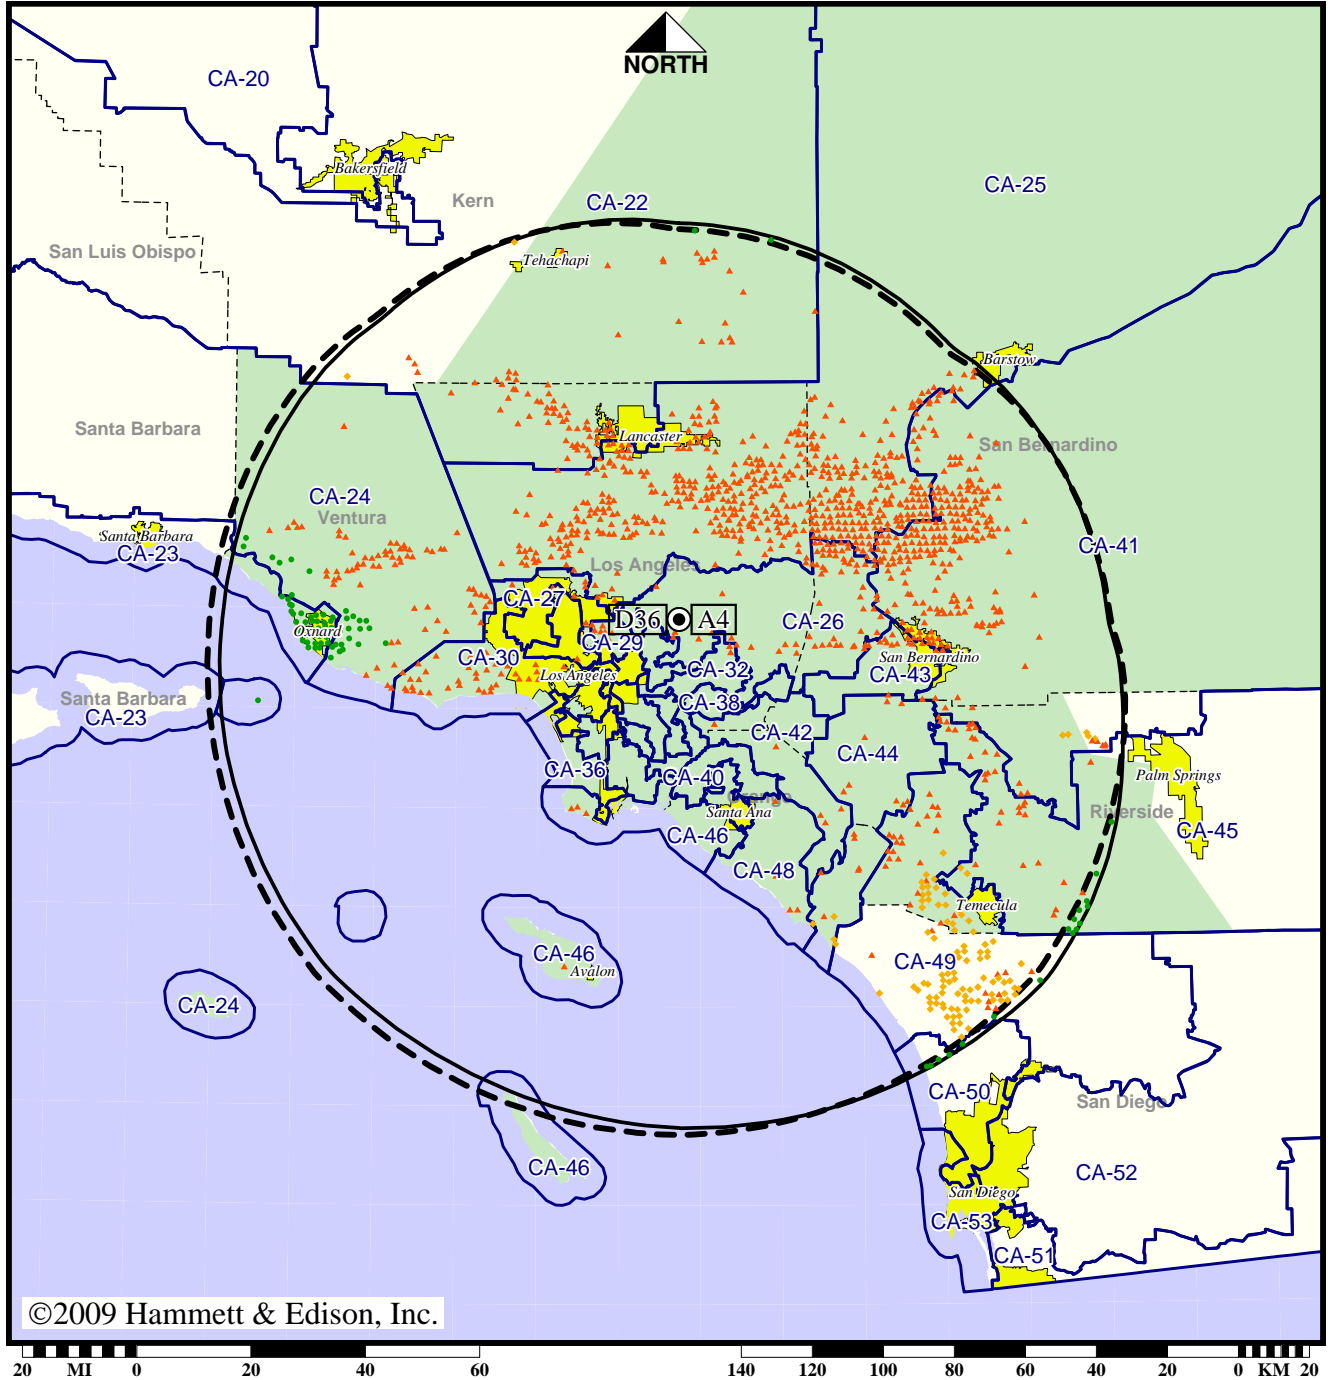 NORTH
CA-20
Bakersfield
Kern
CA-22
CA-25
San Luis Obispo
Tehachapi
Barstow
Santa Barbara
Lancaster
San Bernardino
CA-24
Ventura
Santa Barbara
CA-23
Los Angeles
CA-41
CA-27
Oxnard
D36
A4
CA-26
CA-29
CA-30
San Bernardino
CA-32
CA-43
Los Angeles
Santa Barbara
CA-23
CA-38
CA-42
CA-44
CA-36
CA-40
Palm Springs
Orange
Santa Ana
Riverside
CA-45
CA-46
CA-48
Temecula
CA-46
Avalon
CA-49
CA-24
CA-50
San Diego
CA-46
CA-52
San Diego
CA-53
CA-51
©2009 Hammett & Edison, Inc.
20 MI 0 20 40 60 140 120 100 80 60 40 20 0 KM 20